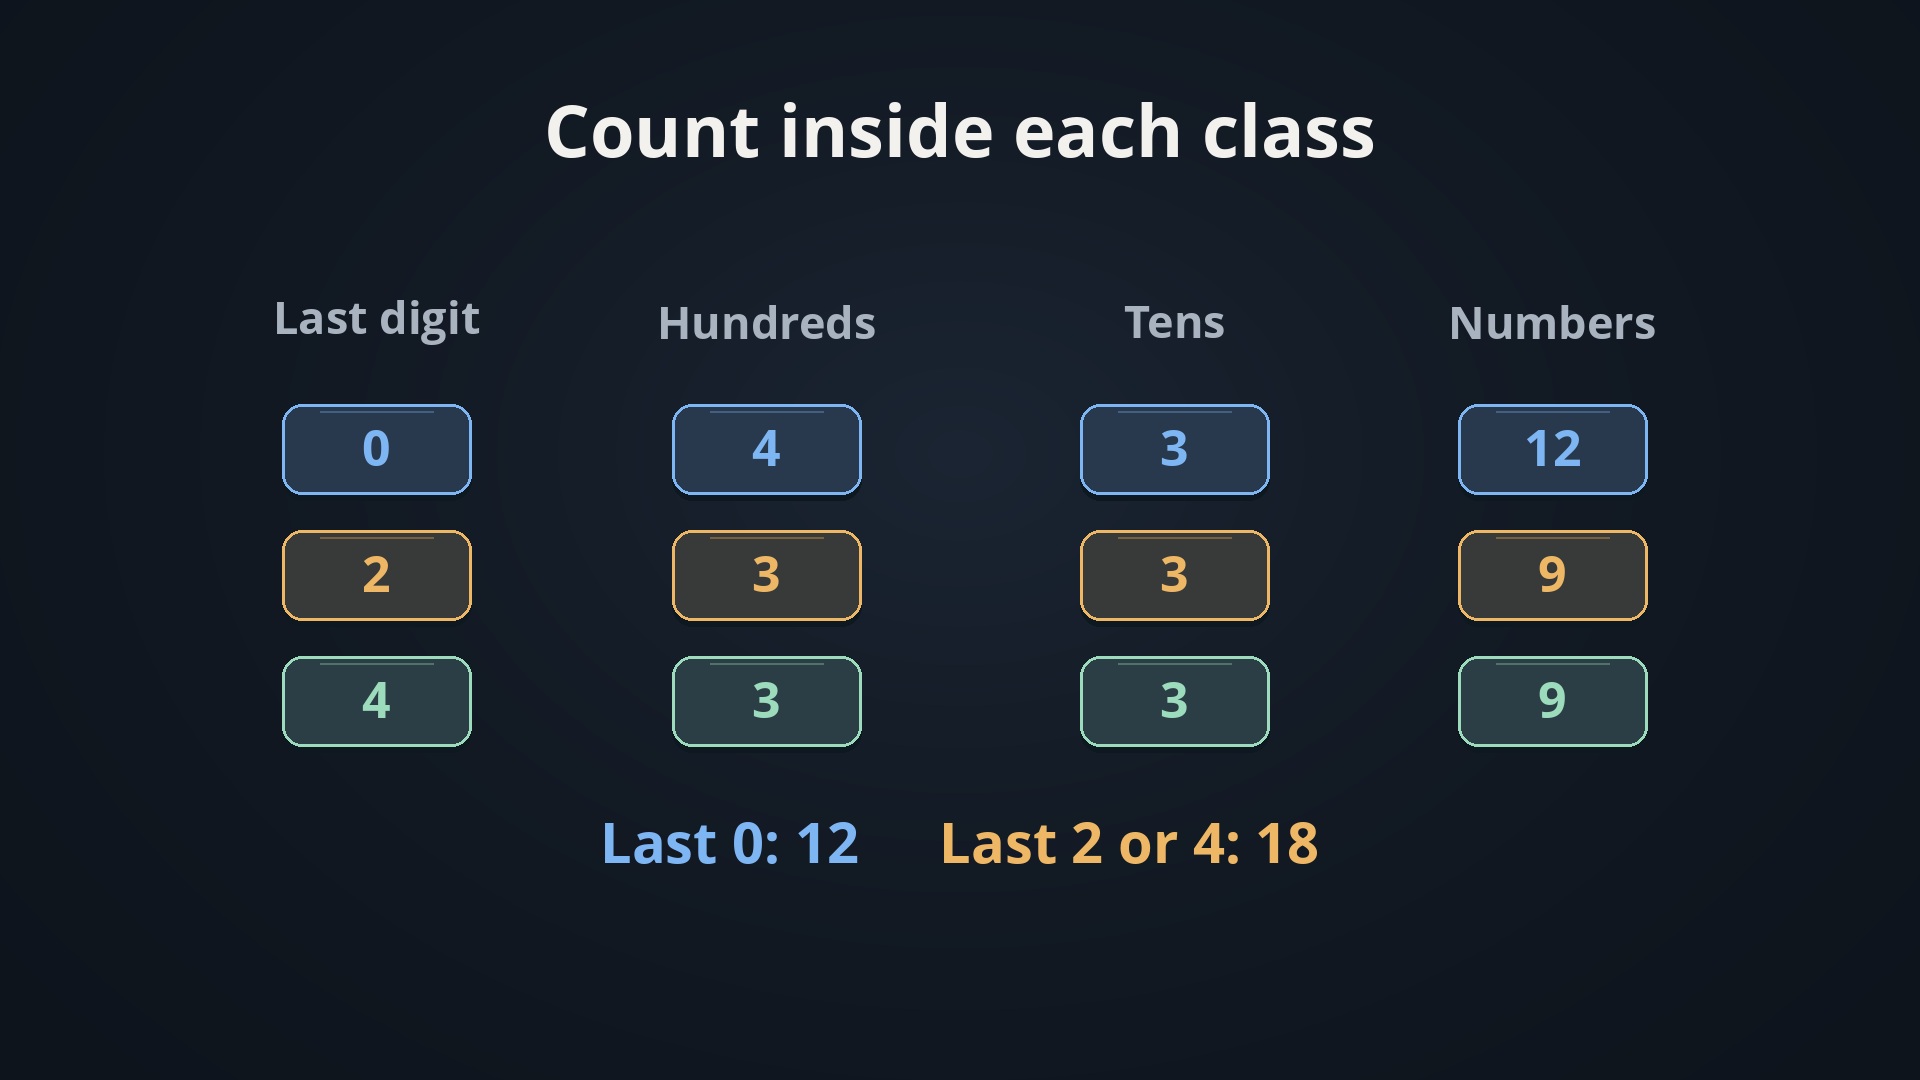 Count inside each class
Last digit Hundreds Tens Numbers
0 4 3 12
2 3 3 9
4 3 3 9
Last 0: 12 Last 2 or 4: 18